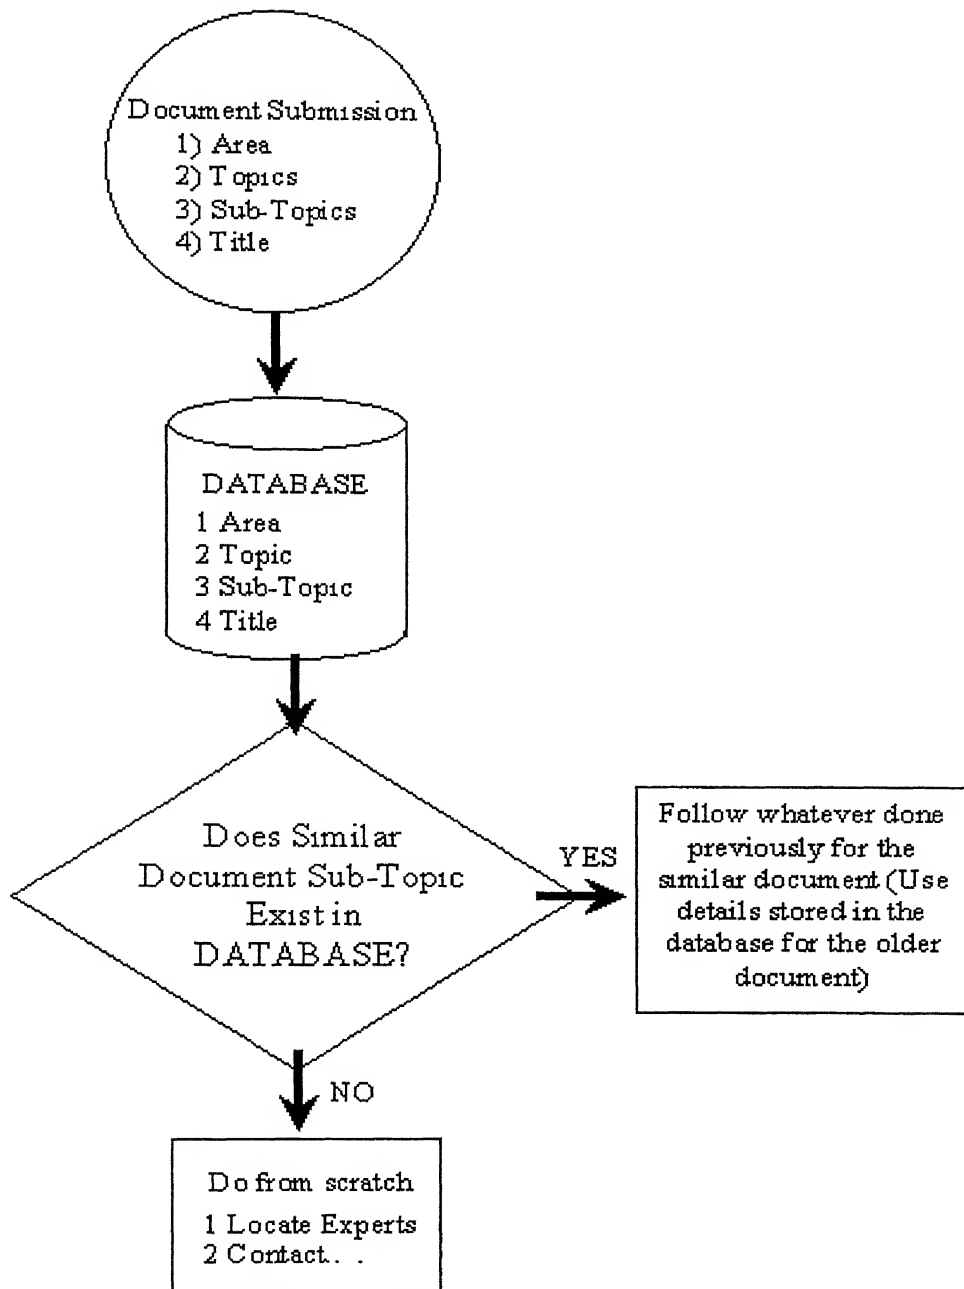 Document Submission
1) Area
2) Topics
3) Sub-Topics
4) Title
DATABASE
1 Area
2 Topic
3 Sub-Topic
4 Title
Does Similar
Document Sub-Topic
Exist in
DATABASE?
YES
Follow whatever done
previously for the
similar document (Use
details stored in the
database for the older
document)
NO
Do from scratch
1 Locate Experts
2 Contact. . .